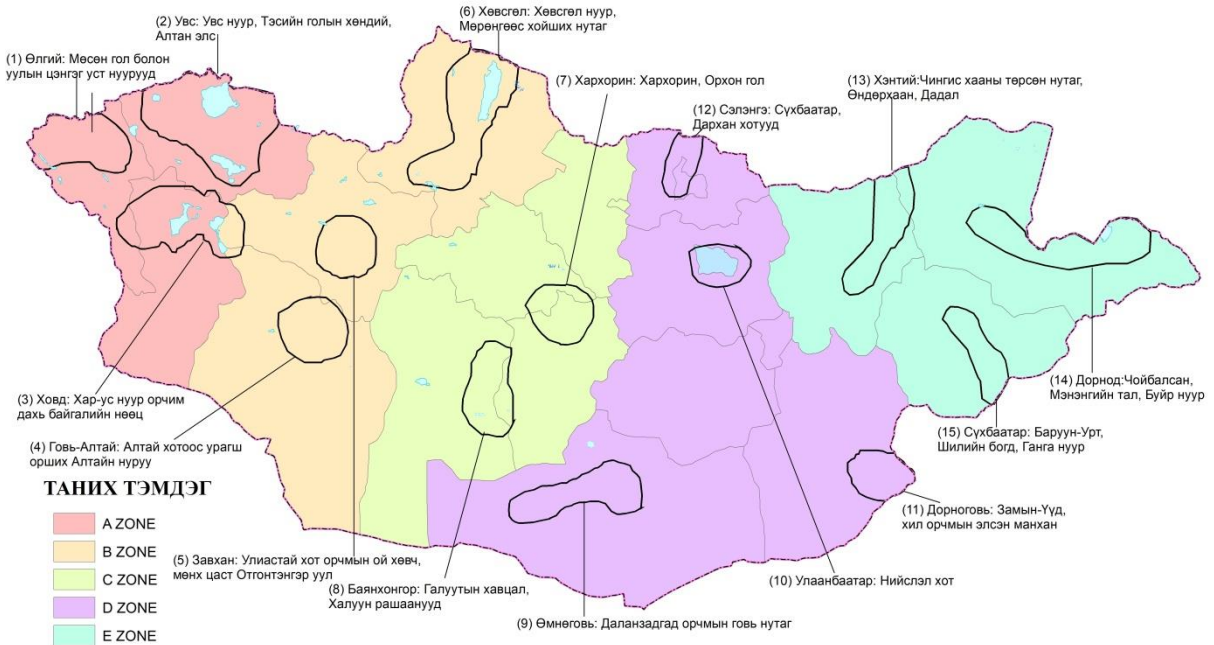 (1) Өлгий: Мөсөн гол болон
уулын цэнгэг уст нуурууд
(2) Увс: Увс нуур, Тэсийн голын хөндий,
Алтан элс
(6) Хөвсгөл: Хөвсгөл нуур,
Мөрөнгөөс хойших нутаг
(7) Хархорин: Хархорин, Орхон гол
(12) Сэлэнгэ: Сүхбаатар,
Дархан хотууд
(13) Хэнтий:Чингис хааны төрсөн нутаг,
Өндөрхаан, Дадал
(3) Ховд: Хар-ус нуур орчим
дахь байгалийн нөөц
(4) Говь-Алтай: Алтай хотоос урагш
орших Алтайн нуруу
(14) Дорнод:Чойбалсан,
Мэнэнгийн тал, Буйр нуур
(15) Сүхбаатар: Баруун-Урт,
Шилийн богд, Ганга нуур
(11) Дорноговь: Замын-Үүд,
хил орчмын элсэн манхан
(5) Завхан: Улиастай хот орчмын ой хөвч,
мөнх цаст Отгонтэнгэр уул
(8) Баянхонгор: Галуутын хавцал,
Халуун рашаанууд
(10) Улаанбаатар: Нийслэл хот
(9) Өмнөговь: Даланзадгад орчмын говь нутаг
ТАНИХ ТЭМДЭГ
A ZONE
B ZONE
C ZONE
D ZONE
E ZONE